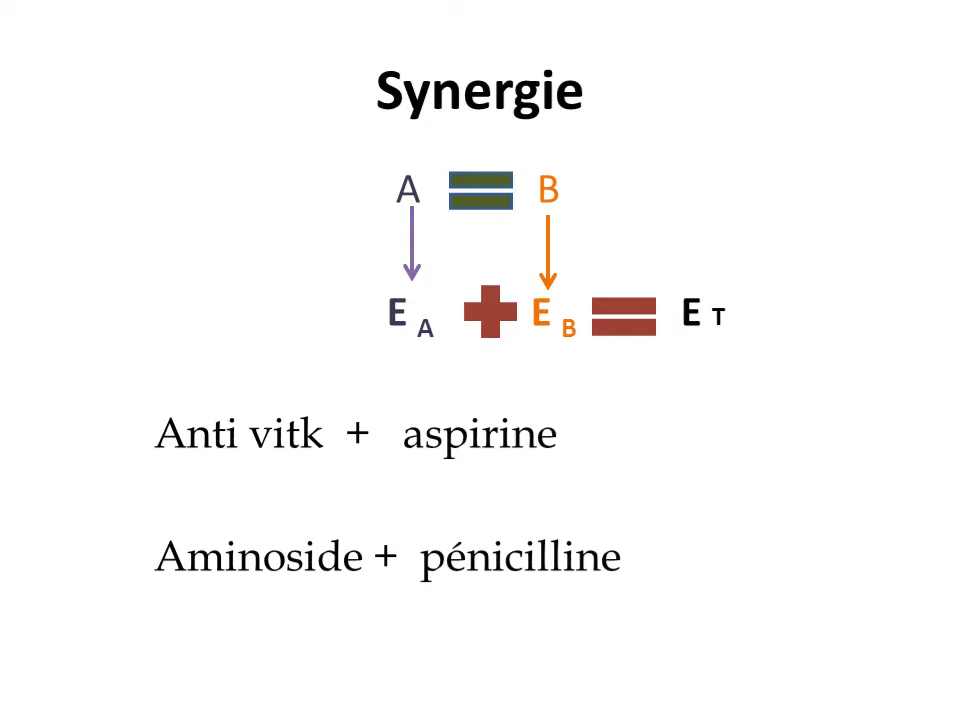 Synergie
A = B
E A + E B = E T
Anti vitk + aspirine
Aminoside + pénicilline